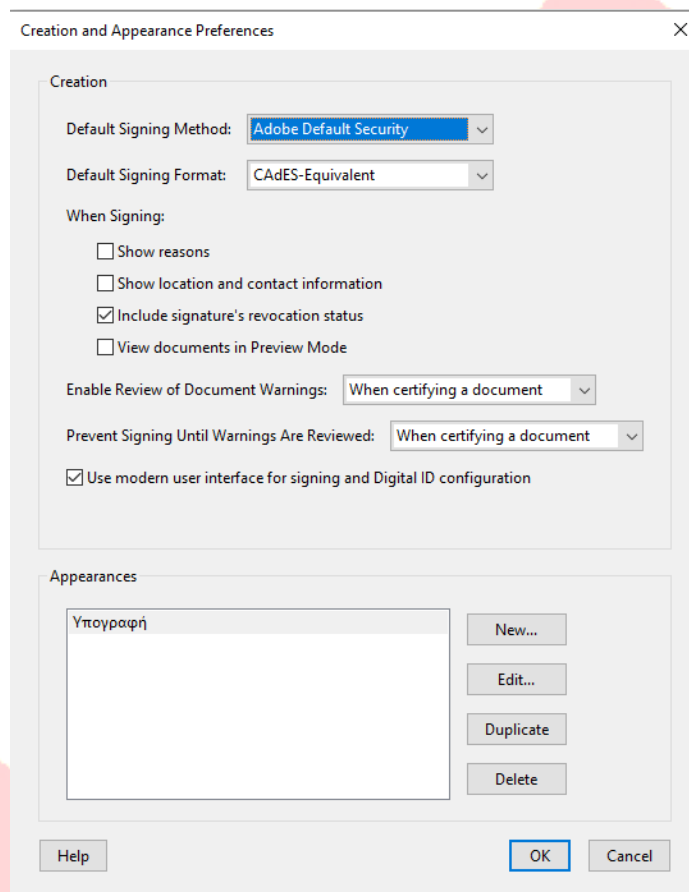 Creation and Appearance Preferences
Creation
Default Signing Method: Adobe Default Security
Default Signing Format: CAdES-Equivalent
When Signing:
Show reasons
Show location and contact information
Include signature's revocation status
View documents in Preview Mode
Enable Review of Document Warnings: When certifying a document
Prevent Signing Until Warnings Are Reviewed: When certifying a document
Use modern user interface for signing and Digital ID configuration
Appearances
Υπογραφή
New...
Edit...
Duplicate
Delete
Help OK Cancel